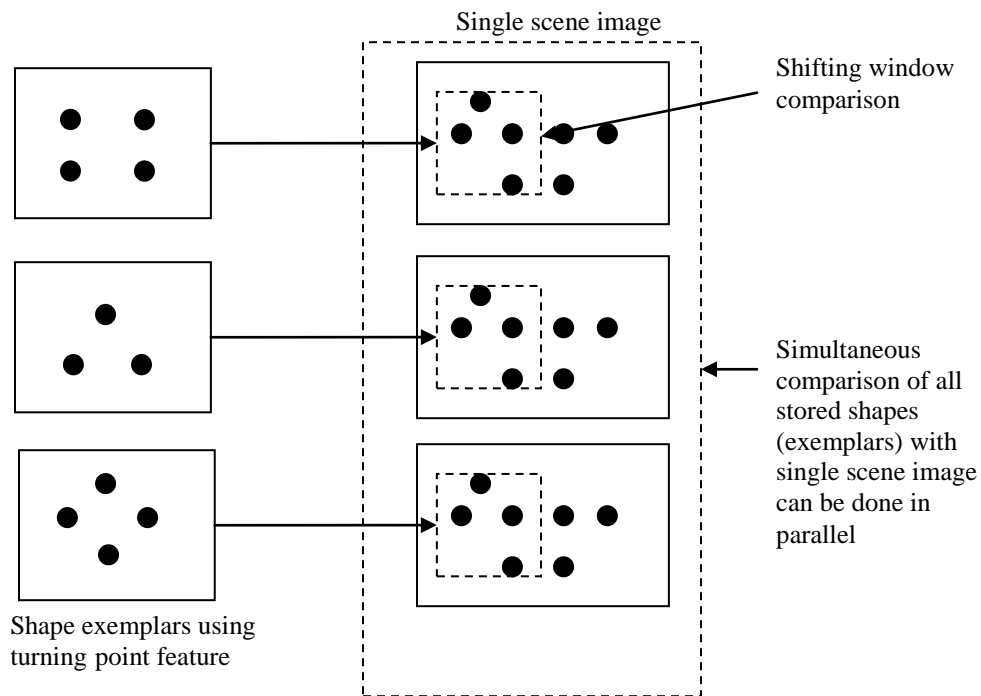 Single scene image
Shifting window
comparison
Simultaneous
comparison of all
stored shapes
(exemplars) with
single scene image
can be done in
parallel
Shape exemplars using
turning point feature